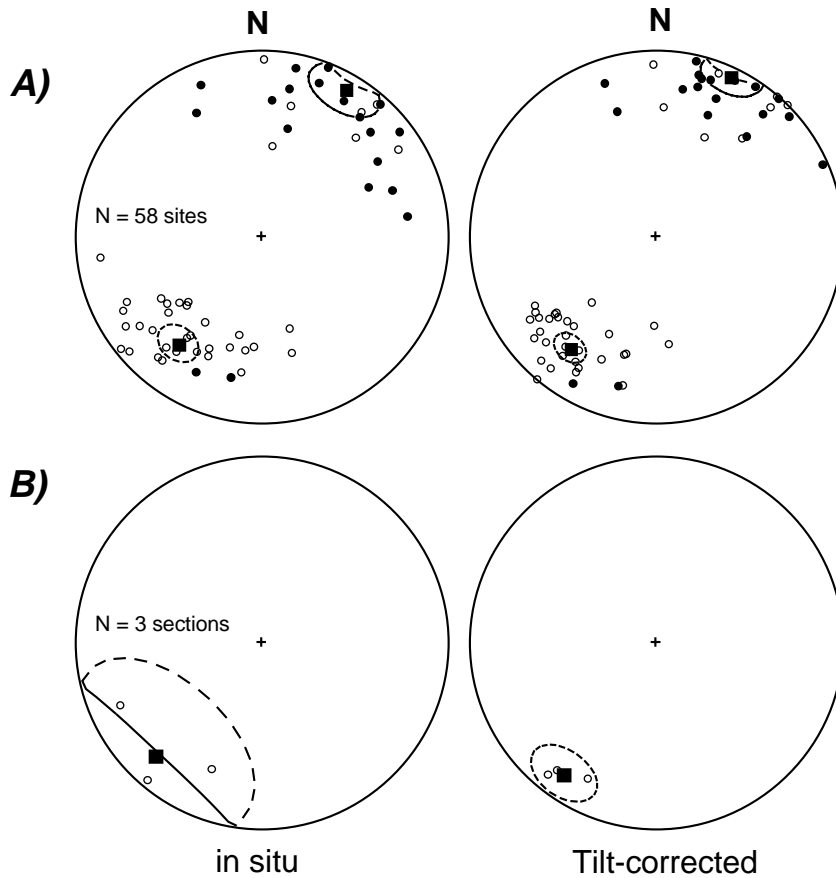 N N
A)
N = 58 sites
B)
N = 3 sections
in situ Tilt-corrected